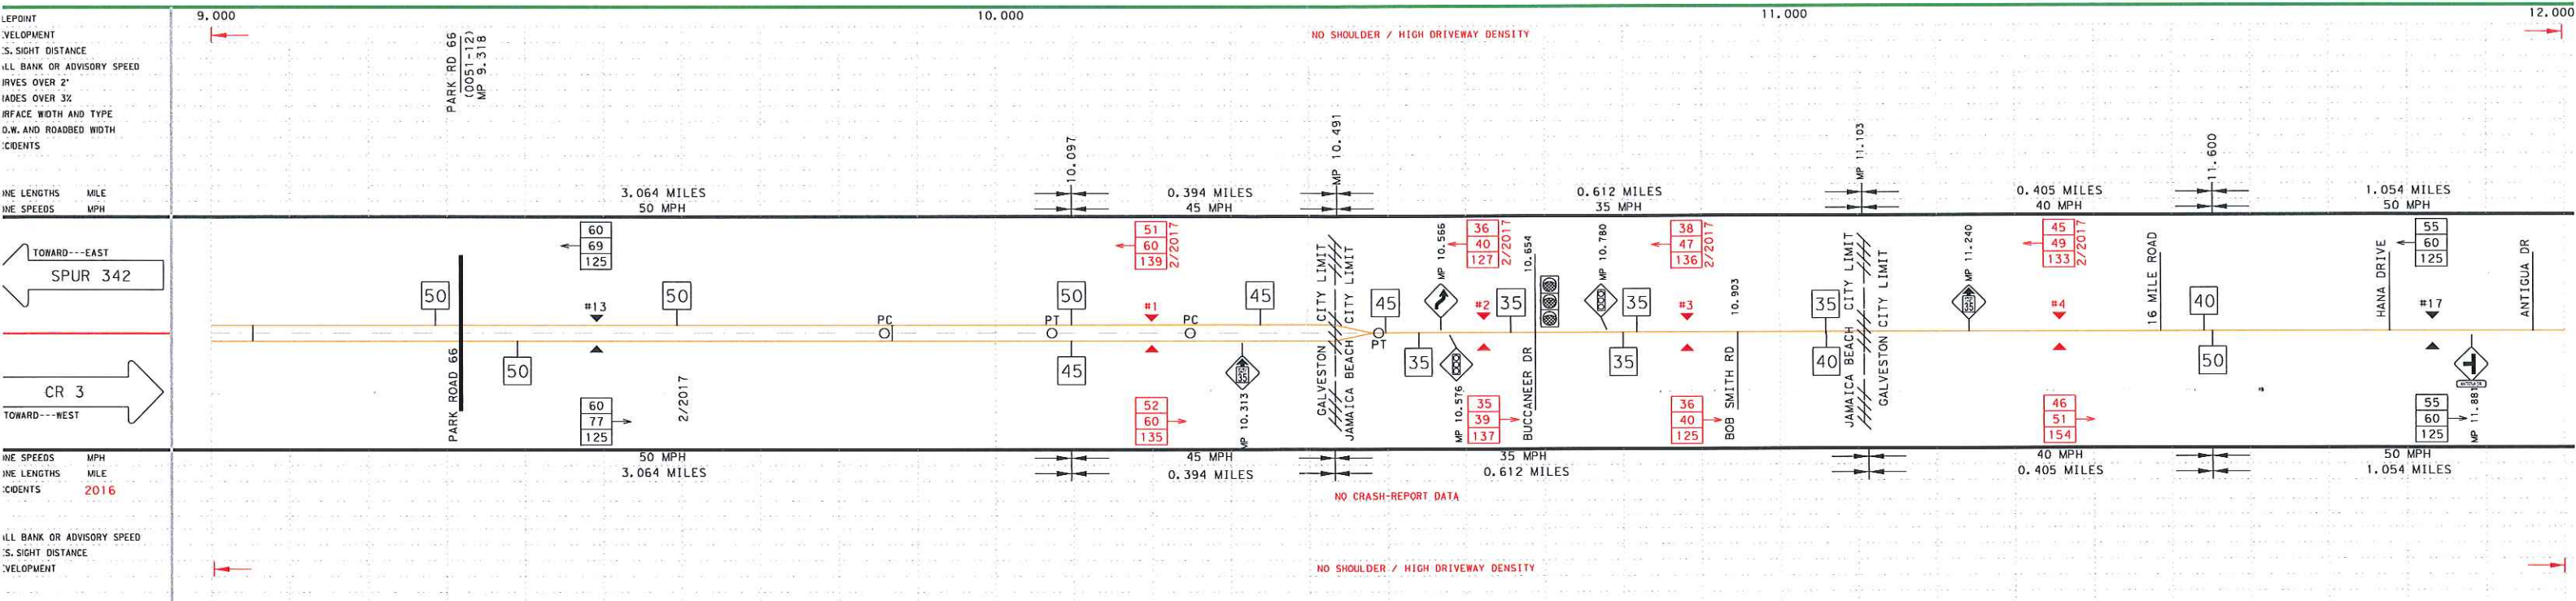 9.000 10.000 11.000 12.000
LEPOINT
VELOPMENT
S. SIGHT DISTANCE
LL BANK OR ADVISORY SPEED
RVES OVER 2°
ADES OVER 3%
RFACE WIDTH AND TYPE
O.W. AND ROADBED WIDTH
CIDENTS
NO SHOULDER / HIGH DRIVEWAY DENSITY
PARK RD 66
(0051-12)
MP 9.318
10.097
MP 10.491
MP 11.103
11.600
NE LENGTHS MILE
3.064 MILES 0.394 MILES 0.612 MILES 0.405 MILES 1.054 MILES
NE SPEEDS MPH
50 MPH 45 MPH 35 MPH 40 MPH 50 MPH
TOWARD---EAST
SPUR 342
CR 3
TOWARD---WEST
50
PARK ROAD 66
50
60
69
125
#13
60
77
125
50
2/2017
PC
PT
50
45
51
60
139
2/2017
#1
52
60
135
PC
45
35
MP 10.313
GALVESTON CITY LIMIT
JAMAICA BEACH CITY LIMIT
45
PT
35
MP 10.566
MP 10.576
36
40
127
2/2017
#2
35
39
137
35
10.654
BUCCANEER DR
MP 10.780
35
35
38
47
136
2/2017
#3
36
40
125
10.903
BOB SMITH RD
35
40
JAMAICA BEACH CITY LIMIT
GALVESTON CITY LIMIT
MP 11.240
35
45
49
133
2/2017
#4
46
51
154
16 MILE ROAD
40
50
HANA DRIVE
55
60
125
#17
55
60
125
MP 11.881
ANTIGUA DR
NE SPEEDS MPH
50 MPH 45 MPH 35 MPH 40 MPH 50 MPH
NE LENGTHS MILE
3.064 MILES 0.394 MILES 0.612 MILES 0.405 MILES 1.054 MILES
CIDENTS 2016
NO CRASH-REPORT DATA
LL BANK OR ADVISORY SPEED
S. SIGHT DISTANCE
VELOPMENT
NO SHOULDER / HIGH DRIVEWAY DENSITY